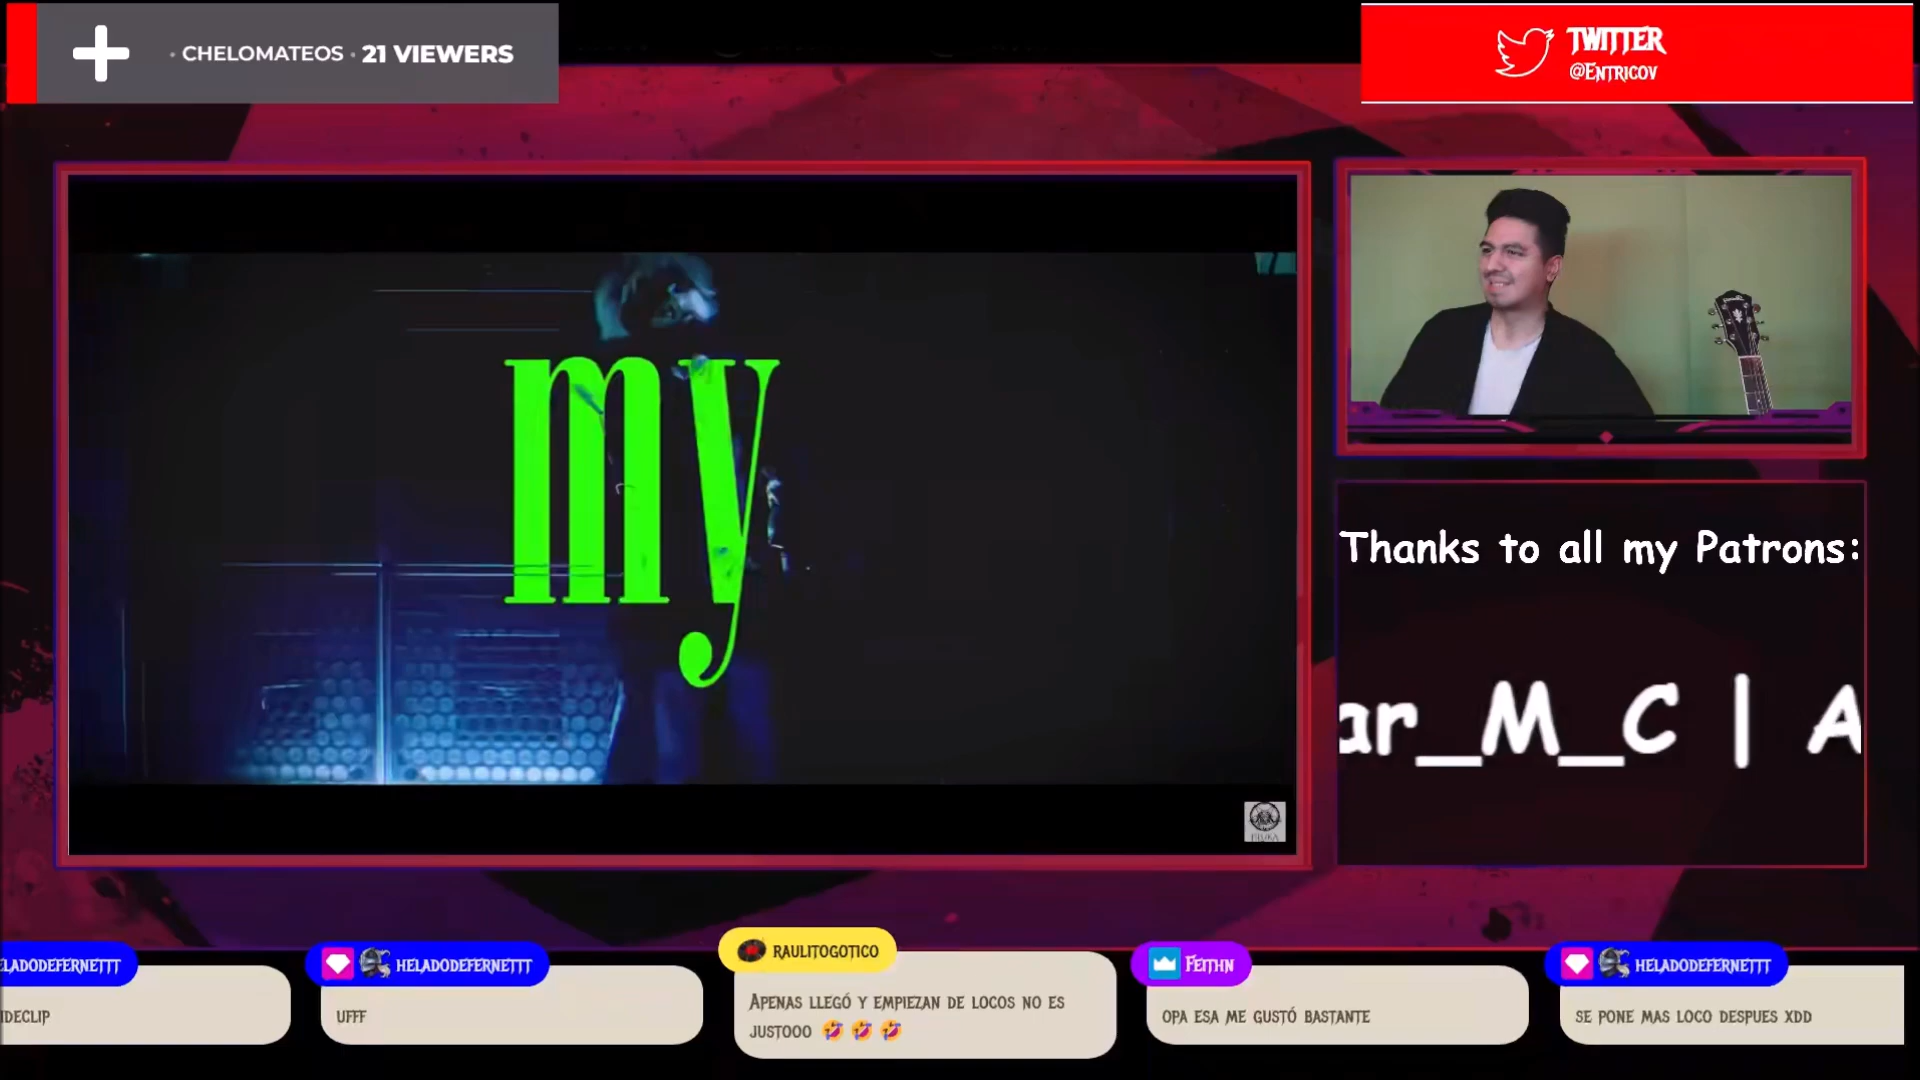 · CHELOMATEOS · 21 VIEWERS
TWITTER
@ENTRICOV
my
Thanks to all my Patrons:
ar_M_C | A
ELADODEFERNETTT
IDECLIP
HELADODEFERNETTT
UFFF
RAULITOGOTICO
APENAS LLEGÓ Y EMPIEZAN DE LOCOS NO ES
JUSTOOO 🤣 🤣 🤣
FEITHN
OPA ESA ME GUSTÓ BASTANTE
HELADODEFERNETTT
SE PONE MAS LOCO DESPUES XDD